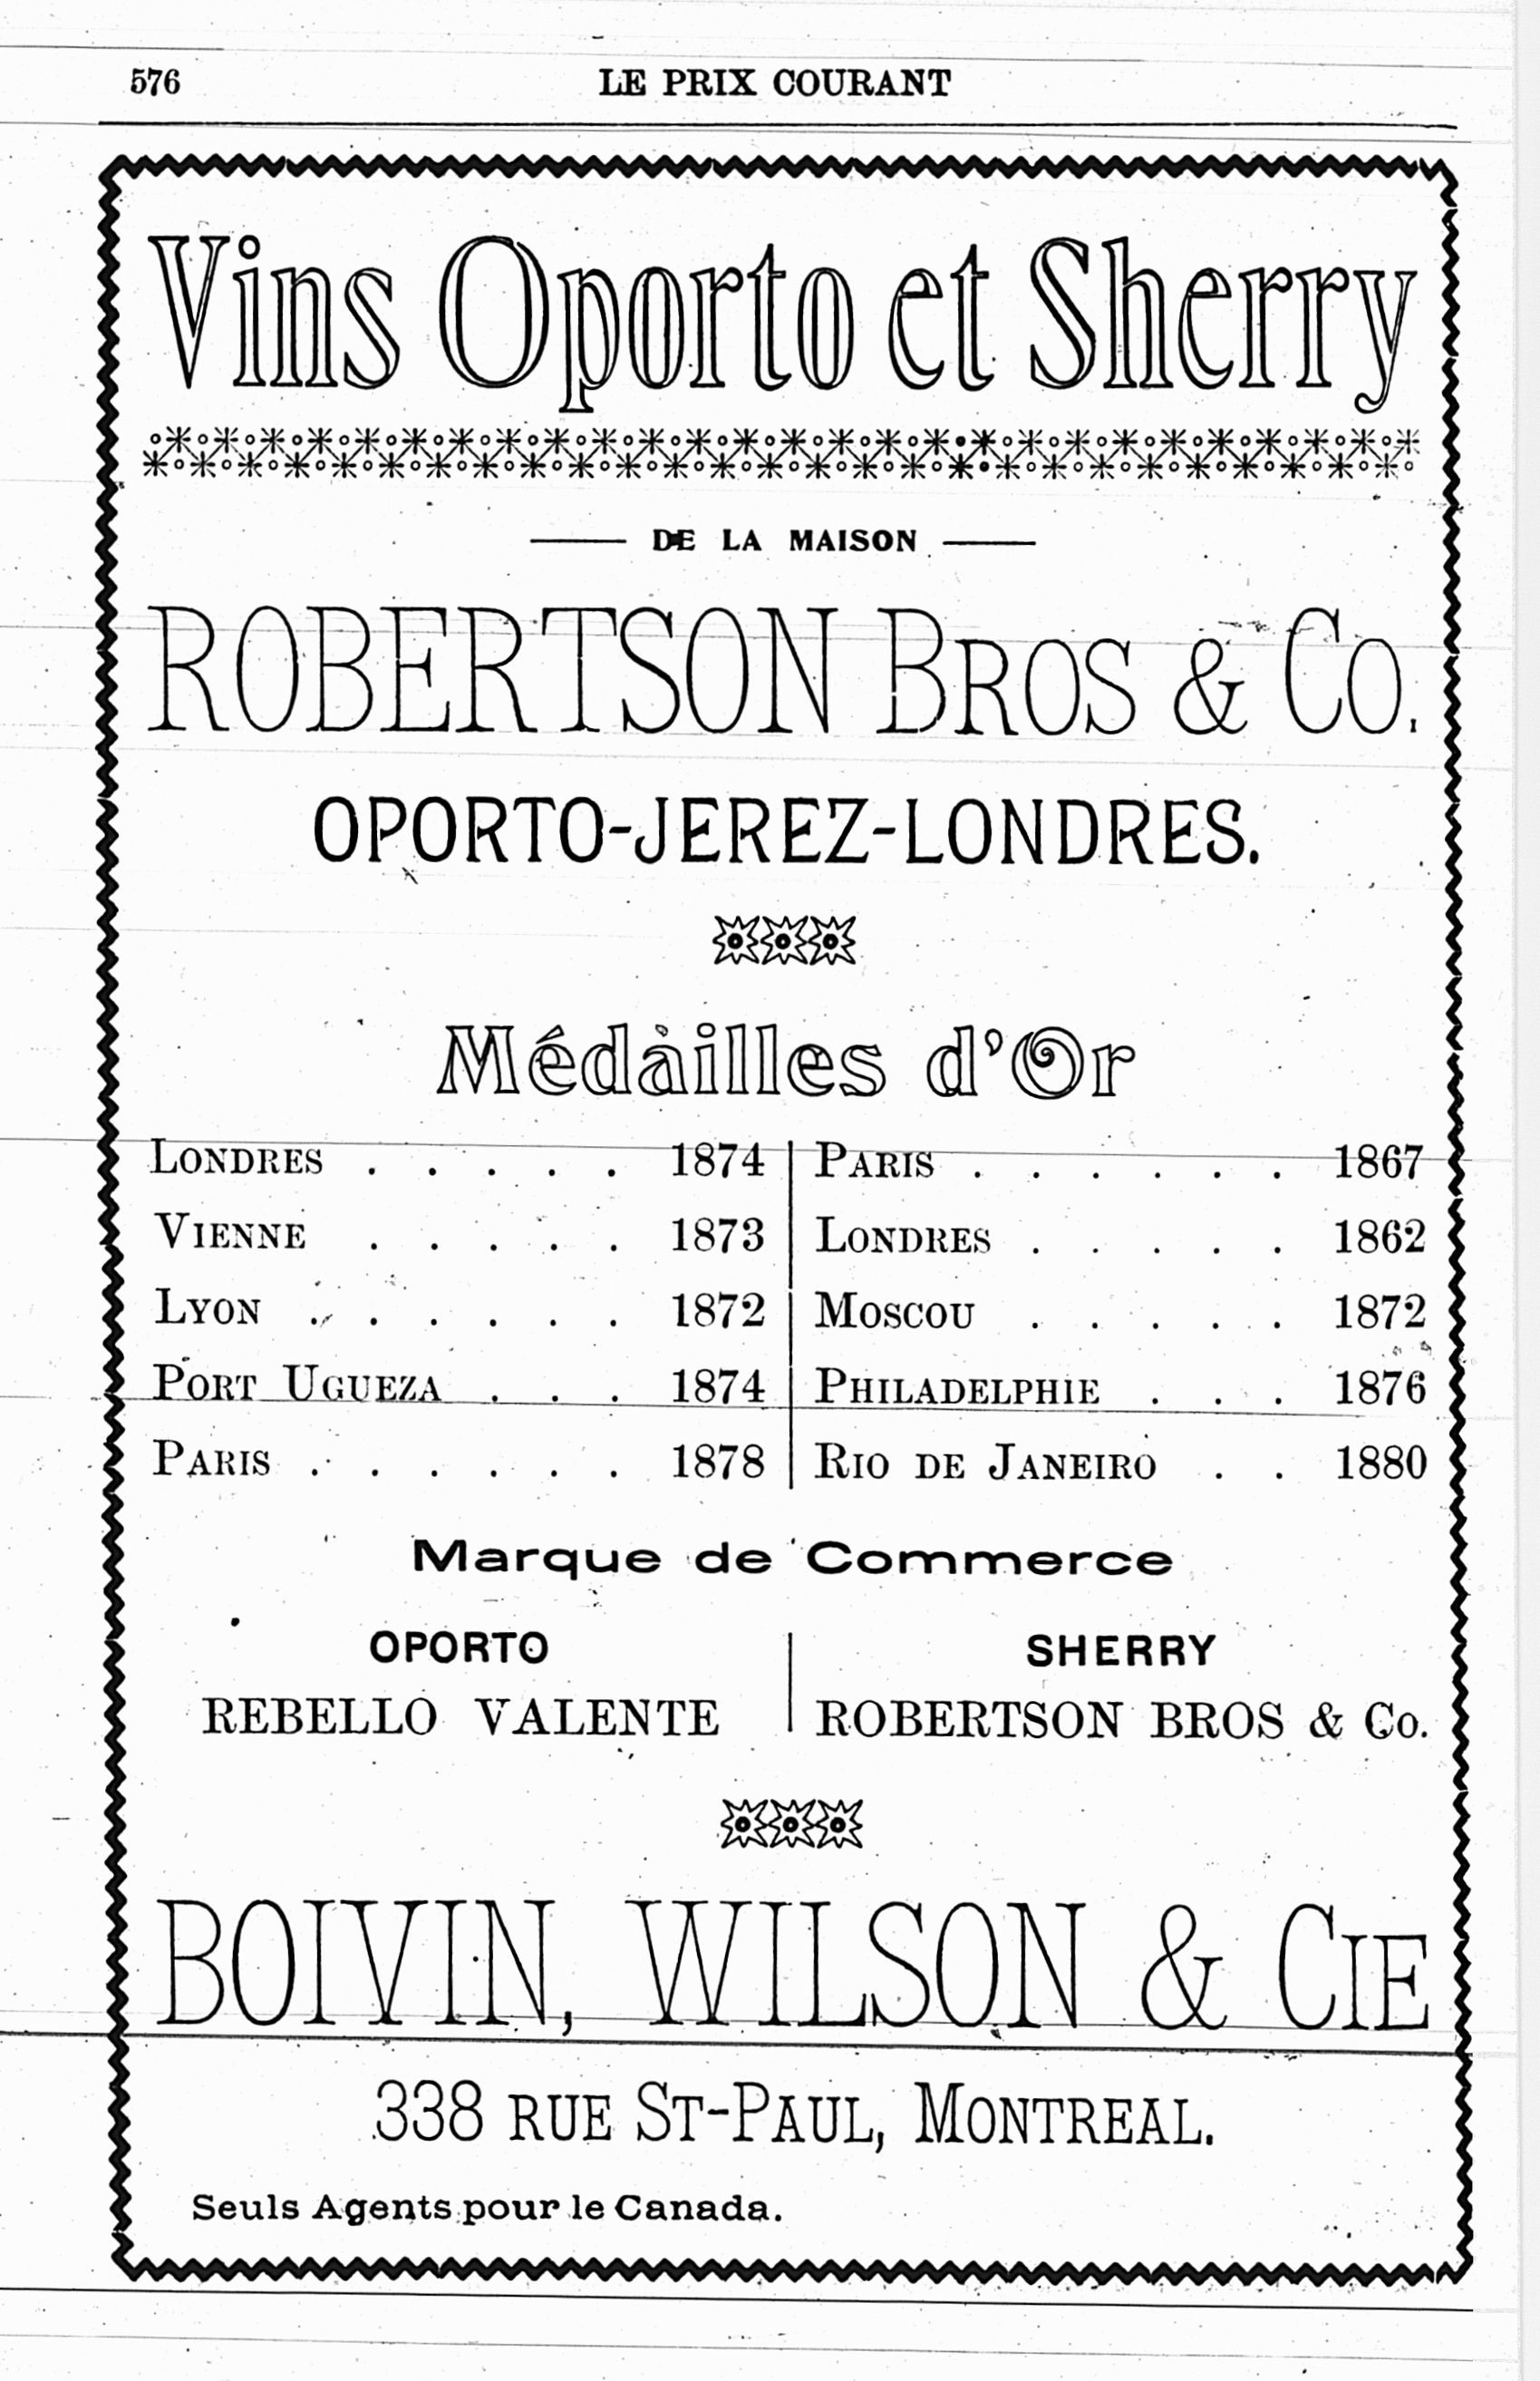 576 LE PRIX COURANT
Vins Oporto et Sherry
DE LA MAISON
ROBERTSON BROS & CO.
OPORTO-JEREZ-LONDRES.
Médailles d'Or
LONDRES . . . . . 1874 | PARIS . . . . . . 1867
VIENNE . . . . . 1873 | LONDRES . . . . . 1862
LYON . . . . . . 1872 | MOSCOU . . . . . 1872
PORT UGUEZA . . . 1874 | PHILADELPHIE . . . 1876
PARIS . . . . . . 1878 | RIO DE JANEIRO . . 1880
Marque de Commerce
OPORTO | SHERRY
REBELLO VALENTE | ROBERTSON BROS & Co.
BOIVIN, WILSON & CIE
338 RUE ST-PAUL, MONTREAL.
Seuls Agents pour le Canada.